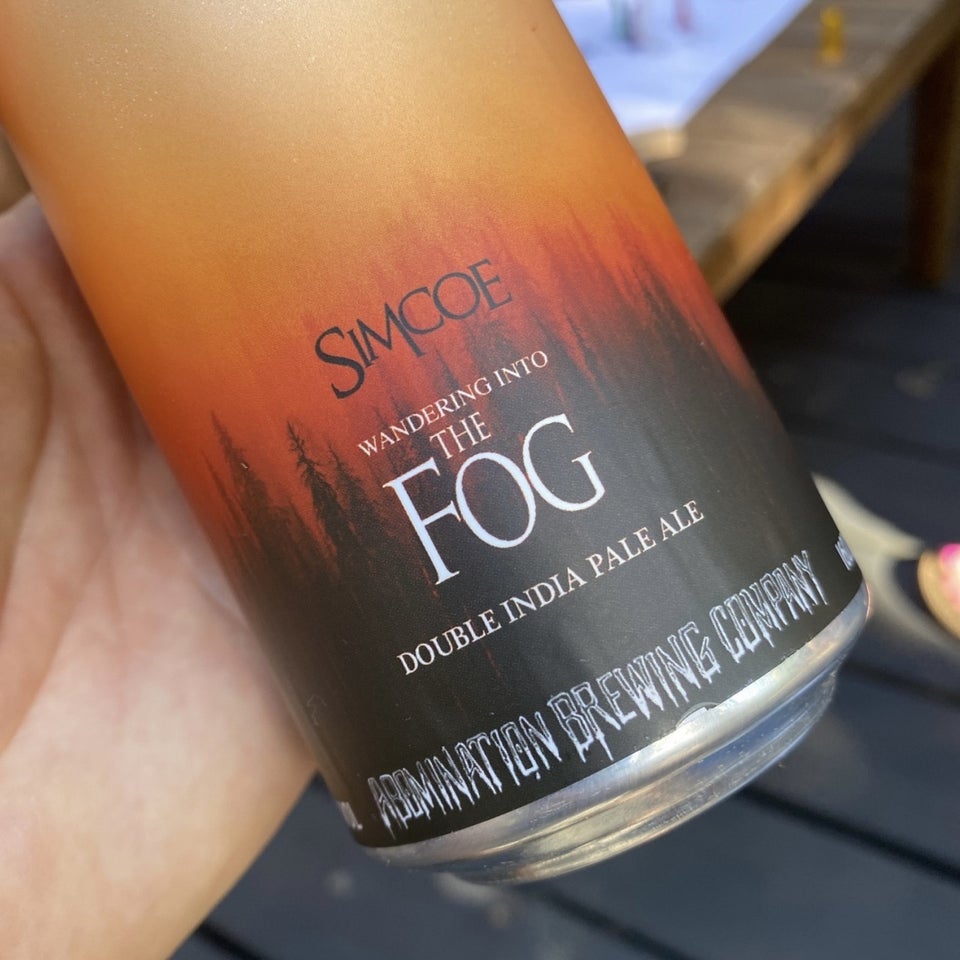 SIMCOE
WANDERING INTO
THE
FOG
DOUBLE INDIA PALE ALE
ABOMINATION BREWING COMPANY